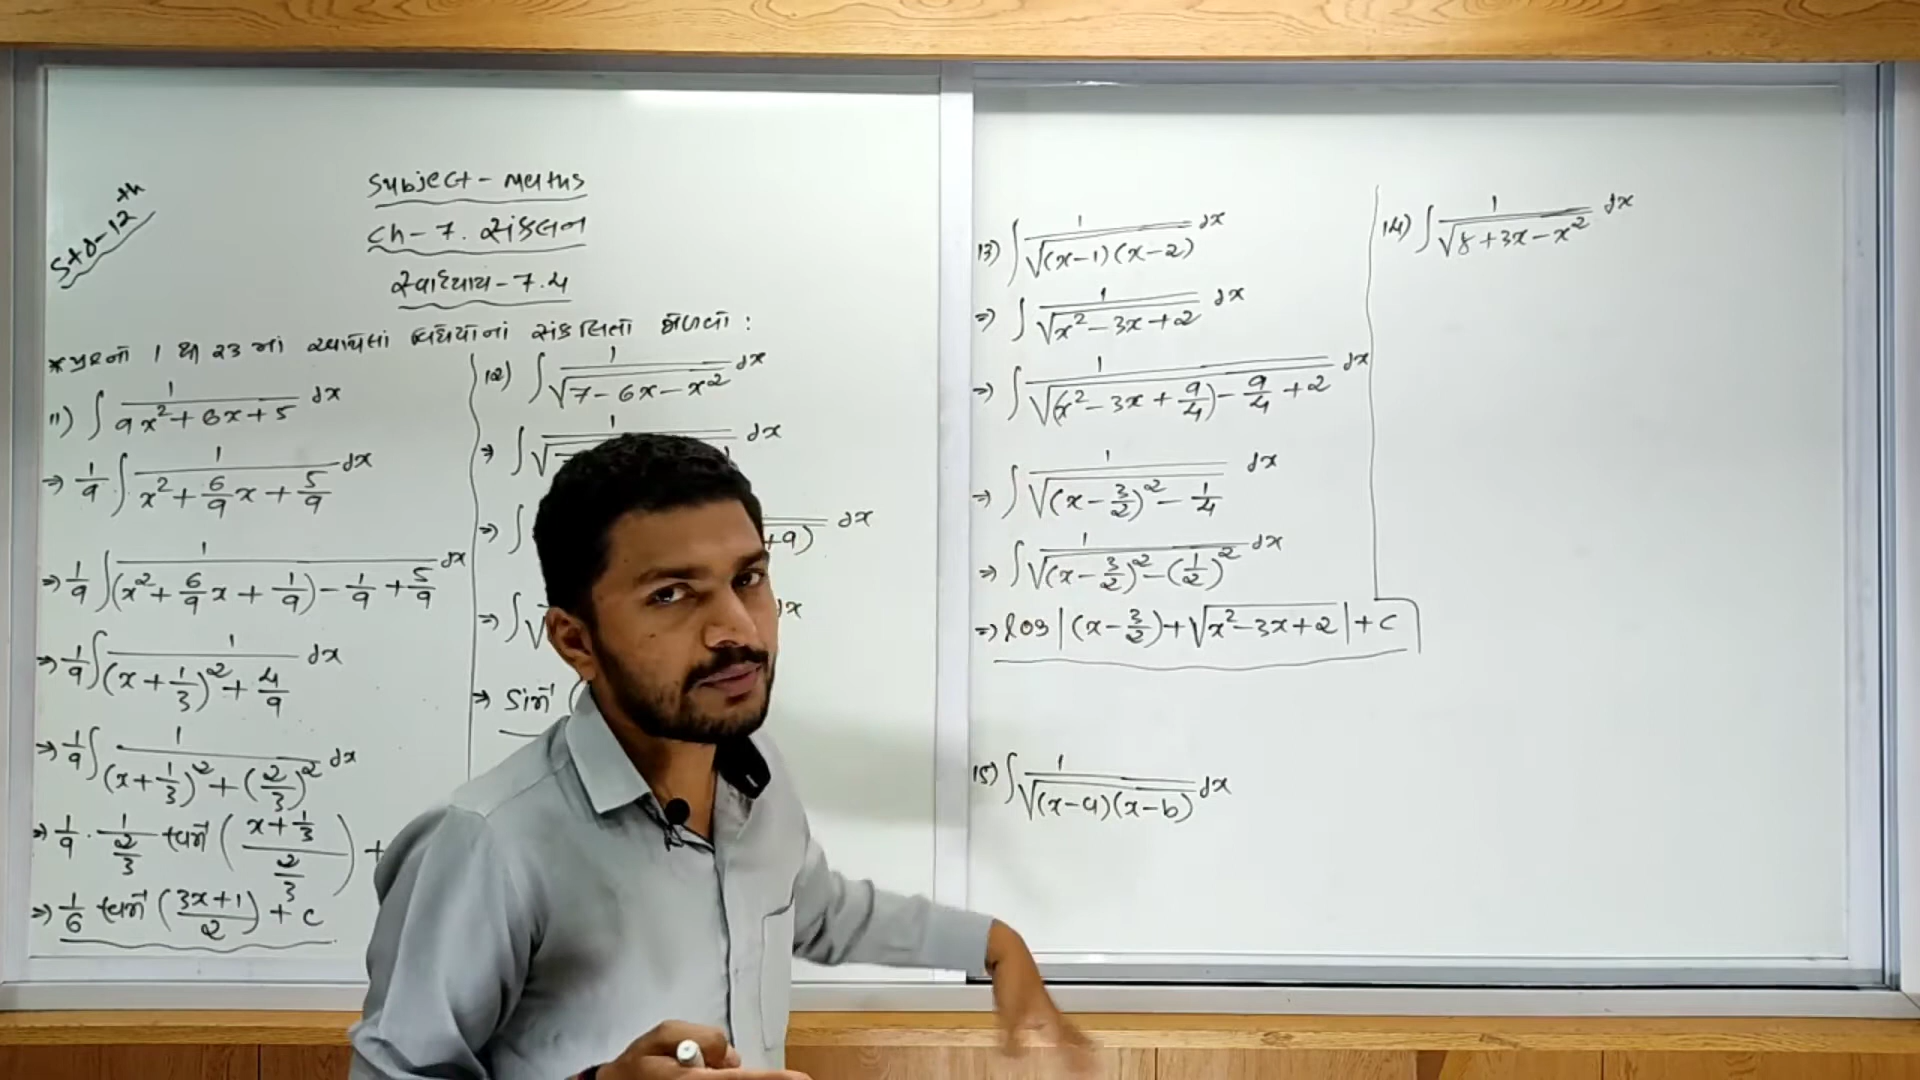 Std-12th
Subject - Maths
Ch-7. સંકલન
સ્વાધ્યાય-7.4
* પ્રશ્નો 1 થી 23 માં આપેલાં વિધેયોનાં સંકલિતો મેળવો :
11) ∫ 1/(9x²+6x+5) dx
⇒ 1/9 ∫ 1/(x²+6/9x+5/9) dx
⇒ 1/9 ∫ 1/((x²+6/9x+1/9)-1/9+5/9) dx
⇒ 1/9 ∫ 1/((x+1/3)²+4/9) dx
⇒ 1/9 ∫ 1/((x+1/3)²+(2/3)²) dx
⇒ 1/9 · 1/(2/3) tan⁻¹((x+1/3)/(2/3)) +
⇒ 1/6 tan⁻¹((3x+1)/2) + c
12) ∫ 1/√(7-6x-x²) dx
⇒ ∫ 1/√ dx
⇒ ∫ +9) dx
⇒ ∫ √ dx
⇒ sin⁻¹ (
13) ∫ 1/√((x-1)(x-2)) dx
⇒ ∫ 1/√(x²-3x+2) dx
⇒ ∫ 1/√((x²-3x+9/4)-9/4+2) dx
⇒ ∫ 1/√((x-3/2)²-1/4) dx
⇒ ∫ 1/√((x-3/2)²-(1/2)²) dx
⇒ log |(x-3/2)+√(x²-3x+2)| + c
15) ∫ 1/√((x-a)(x-b)) dx
14) ∫ 1/√(8+3x-x²) dx